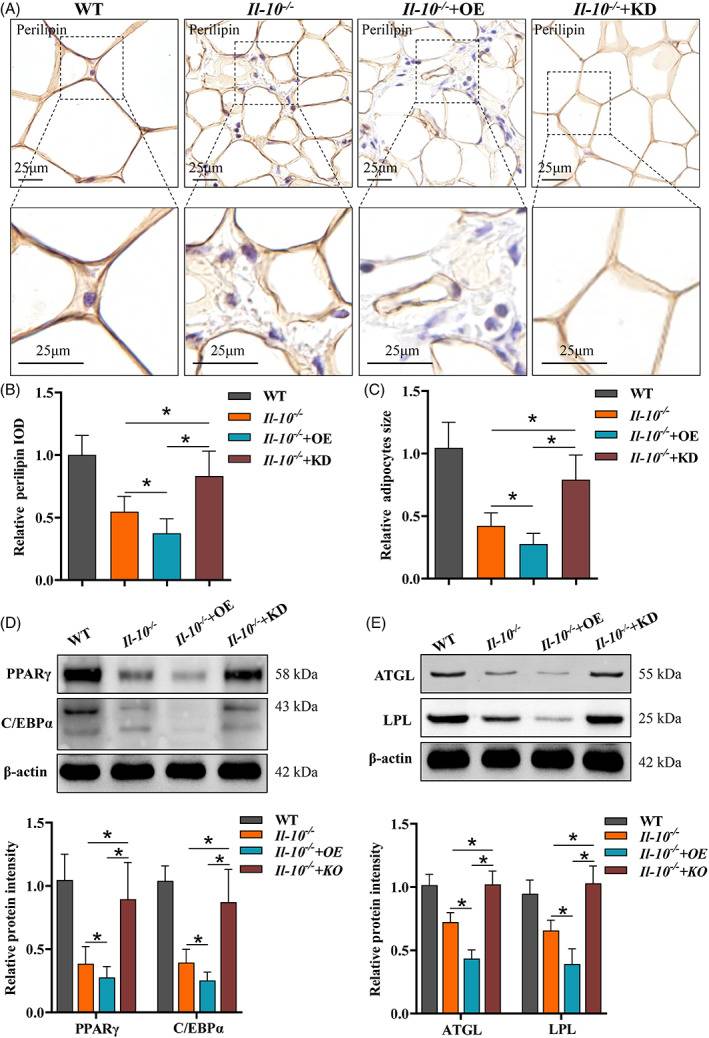 (A) WT Il-10-/- Il-10-/-+OE Il-10-/-+KD
Perilipin Perilipin Perilipin Perilipin
25μm 25μm 25μm 25μm
25μm 25μm 25μm 25μm
(B)
Relative perilipin IOD
1.5
1.0
0.5
0.0
* * *
WT
Il-10-/-
Il-10-/-+OE
Il-10-/-+KD
(C)
Relative adipocytes size
1.5
1.0
0.5
0.0
* * *
WT
Il-10-/-
Il-10-/-+OE
Il-10-/-+KD
(D)
WT Il-10-/- Il-10-/-+OE Il-10-/-+KD
PPARγ 58 kDa
43 kDa
C/EBPα
38 kDa
β-actin 42 kDa
Relative protein intensity
1.5
1.0
0.5
0.0
* * * * * *
WT
Il-10-/-
Il-10-/-+OE
Il-10-/-+KO
PPARγ C/EBPα
(E)
WT Il-10-/- Il-10-/-+OE Il-10-/-+KD
ATGL 55 kDa
LPL 25 kDa
β-actin 42 kDa
Relative protein intensity
1.5
1.0
0.5
0.0
* * * * * *
WT
Il-10-/-
Il-10-/-+OE
Il-10-/-+KO
ATGL LPL